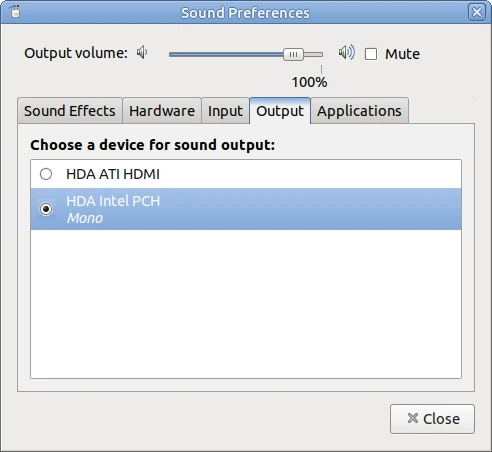 Sound Preferences
Output volume:
Mute
100%
Sound Effects
Hardware
Input
Output
Applications
Choose a device for sound output:
HDA ATI HDMI
HDA Intel PCH
Mono
Close